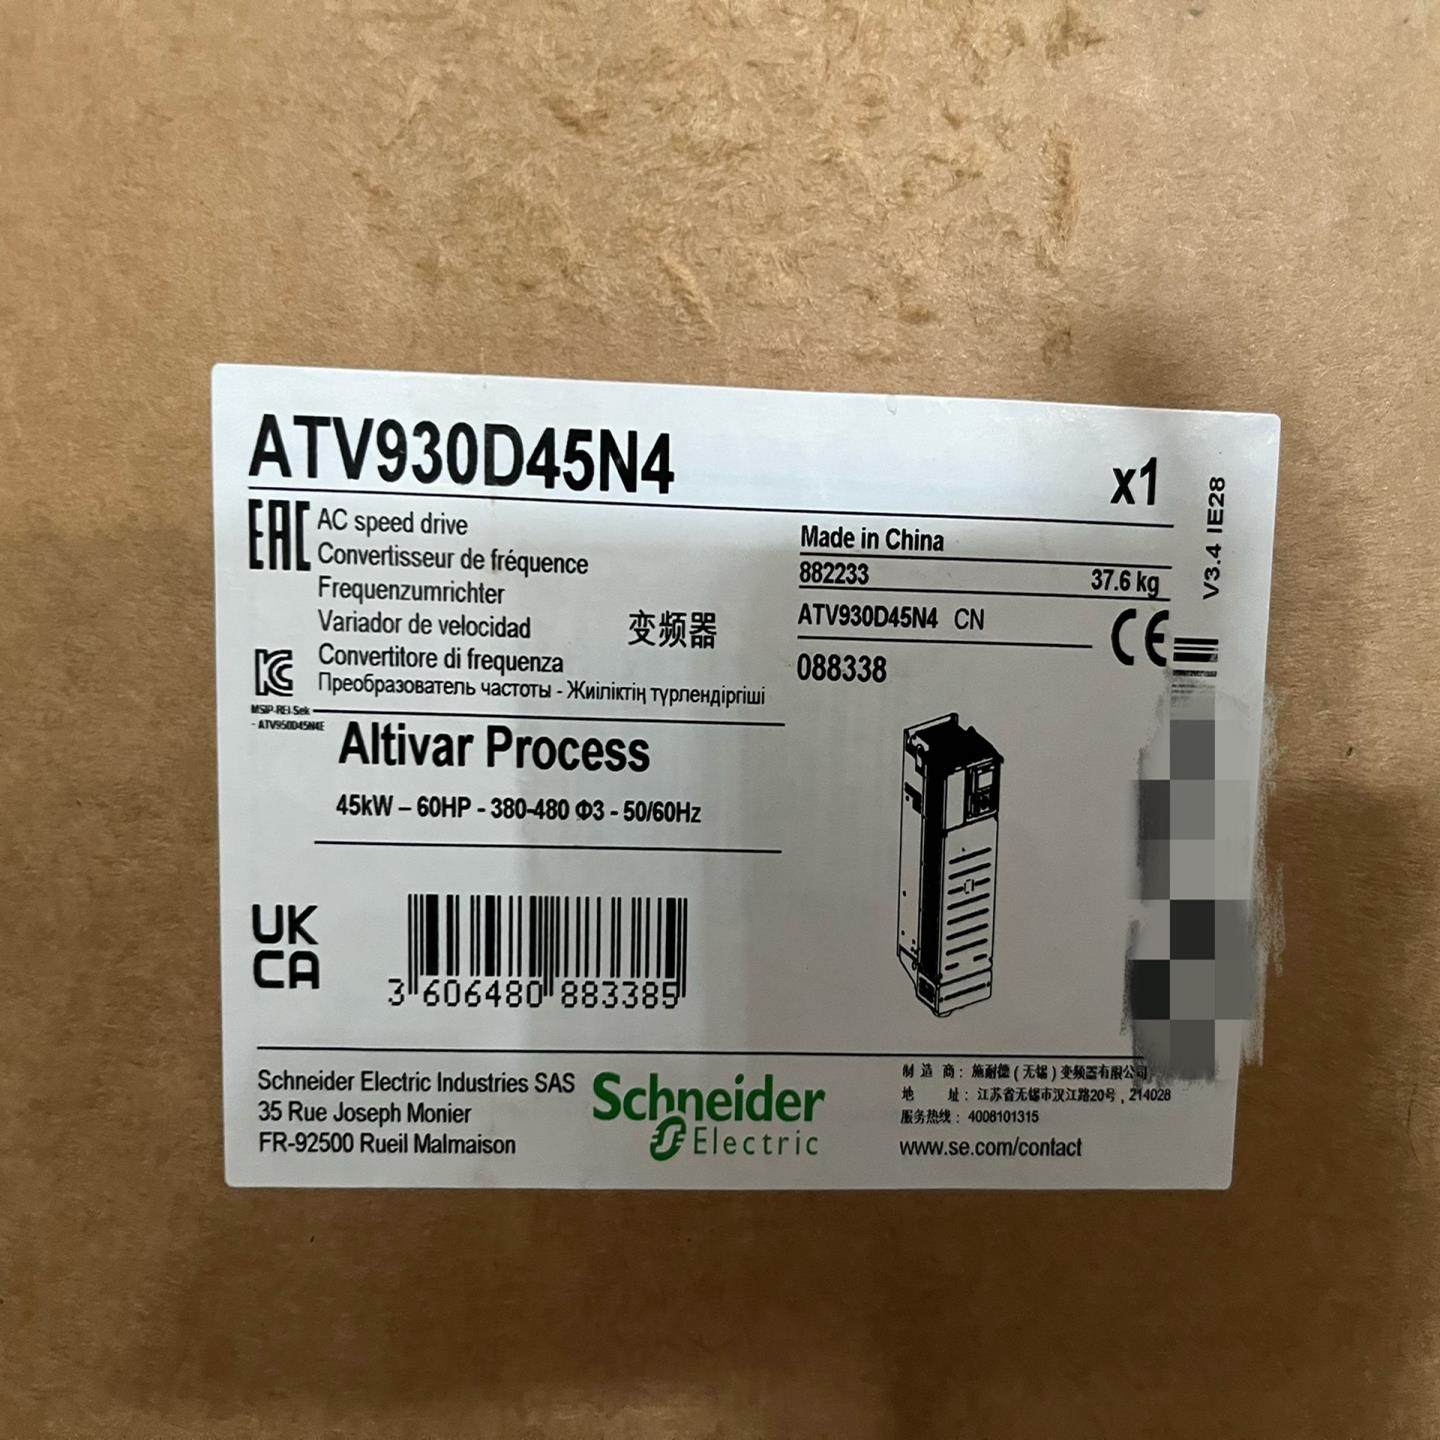 ATV930D45N4
x1
V3.4 IE28
EAC
AC speed drive
Convertisseur de fréquence
Frequenzumrichter
Variador de velocidad
变频器
Convertitore di frequenza
Преобразователь частоты - Жиіліктің түрлендіргіші
Made in China
882233
37.6 kg
ATV930D45N4 CN
CE
088338
MSIP-REI-Sek
- ATV950D45N4E
Altivar Process
45kW – 60HP - 380-480 Φ3 - 50/60Hz
UK
CA
3 606480 883385
Schneider Electric Industries SAS
35 Rue Joseph Monier
FR-92500 Rueil Malmaison
Schneider
Electric
制 造 商： 施耐德 ( 无锡 ) 变频器有限公司
地 址： 江苏省无锡市汉江路20号，214028
服务热线： 4008101315
www.se.com/contact